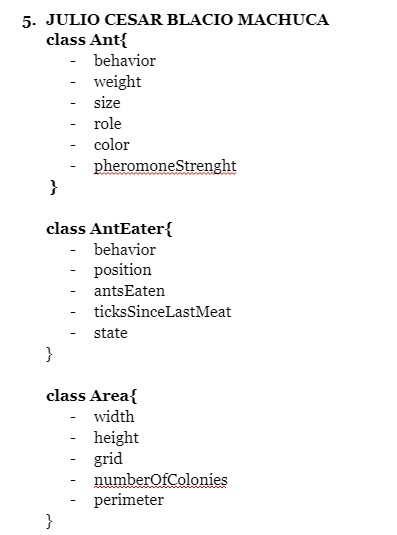 5. JULIO CESAR BLACIO MACHUCA
class Ant{
- behavior
- weight
- size
- role
- color
- pheromoneStrenght
}
class AntEater{
- behavior
- position
- antsEaten
- ticksSinceLastMeat
- state
}
class Area{
- width
- height
- grid
- numberOfColonies
- perimeter
}